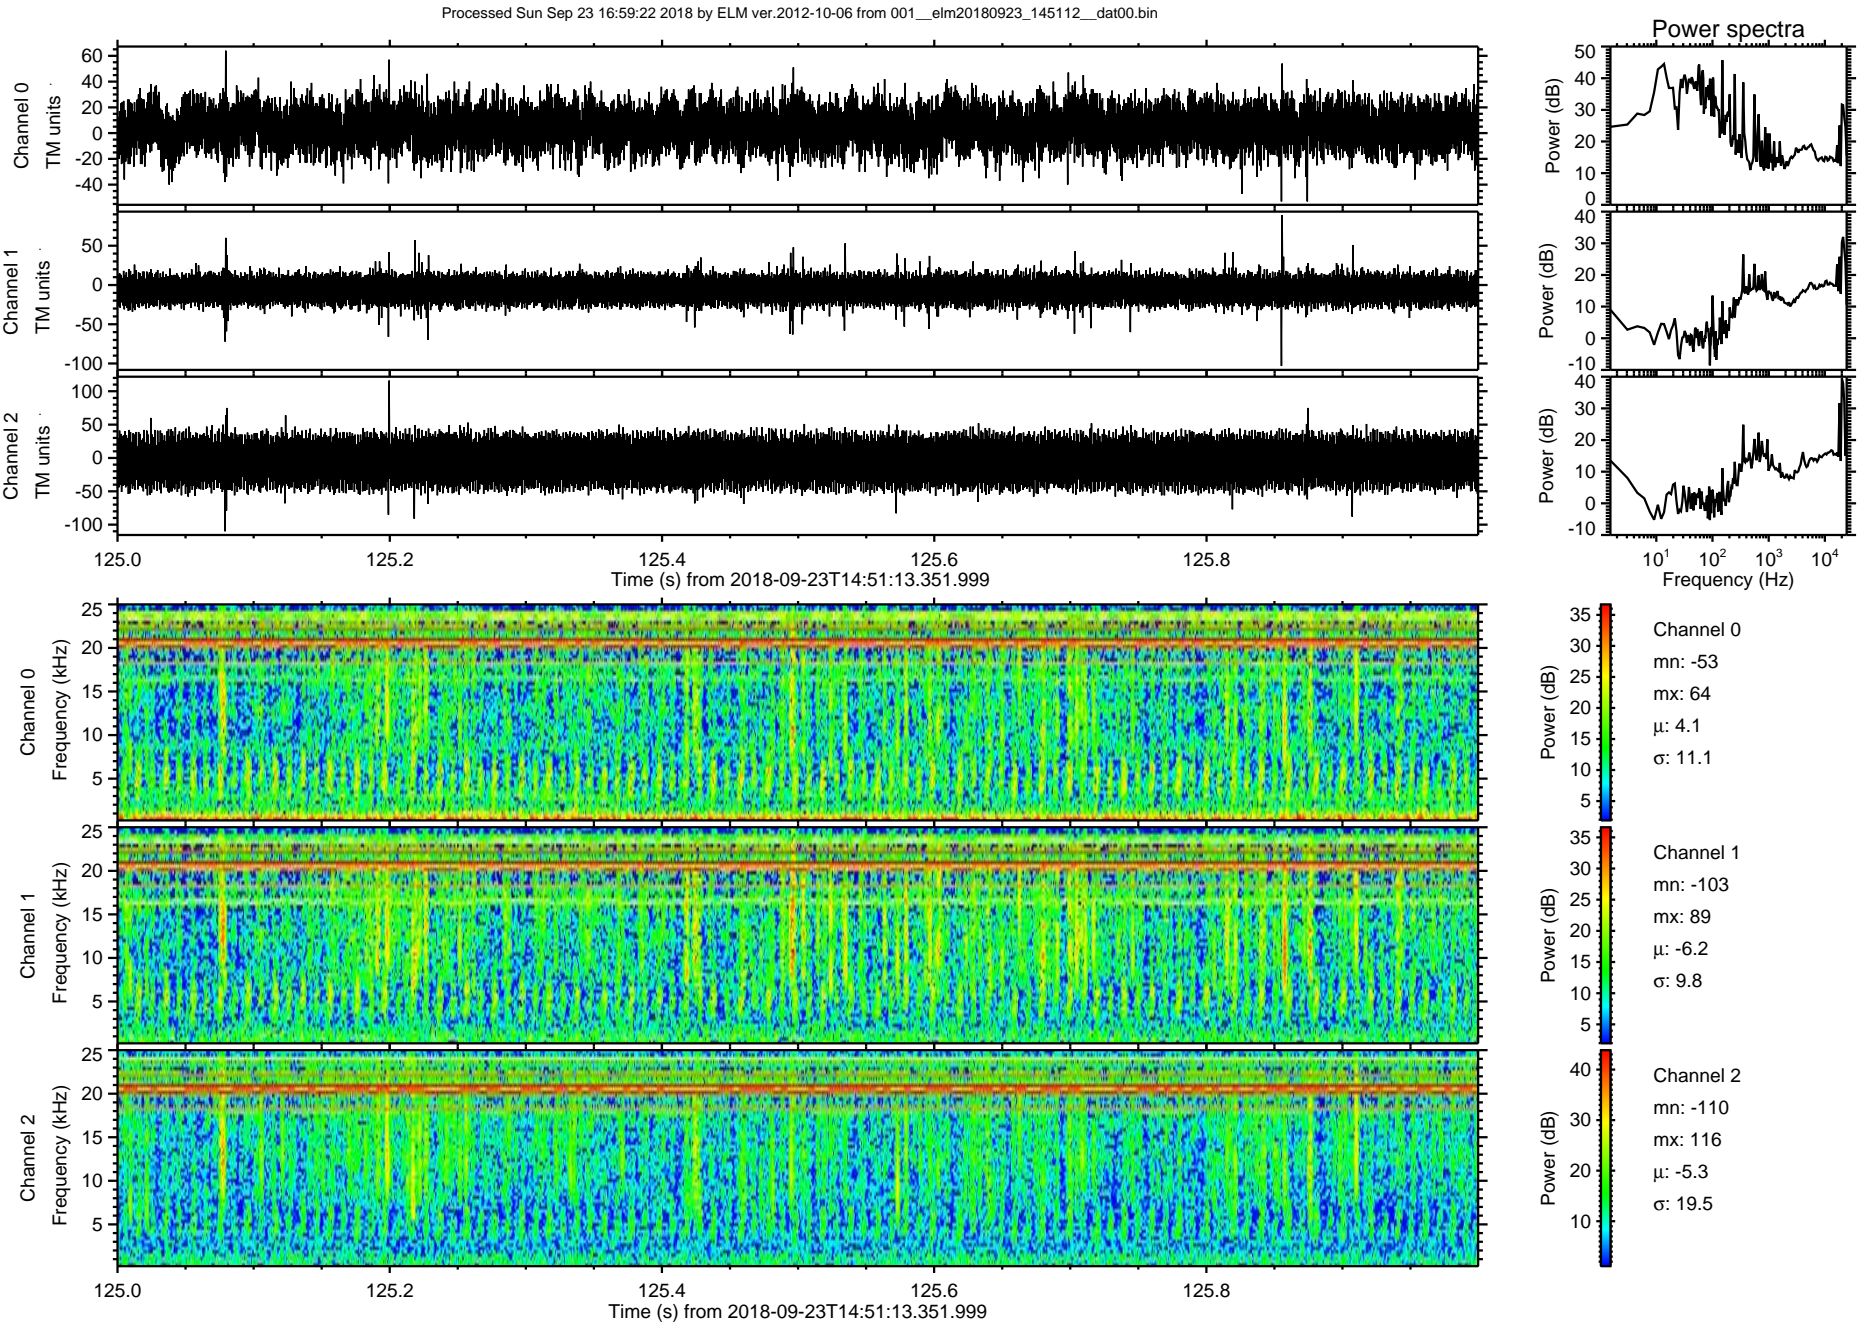 Processed Sun Sep 23 16:59:22 2018 by ELM ver.2012-10-06 from 001__elm20180923_145112__dat00.bin
Power spectra
Channel 0
TM units
60
40
20
0
-20
-40
Power (dB)
50
40
30
20
10
0
Channel 1
TM units
50
0
-50
-100
Power (dB)
40
30
20
10
0
-10
Channel 2
TM units
100
50
0
-50
-100
Power (dB)
40
30
20
10
0
-10
125.0 125.2 125.4 125.6 125.8
Time (s) from 2018-09-23T14:51:13.351.999
10^1 10^2 10^3 10^4
Frequency (Hz)
Channel 0
Frequency (kHz)
25
20
15
10
5
Power (dB)
35
30
25
20
15
10
5
Channel 0
mn: -53
mx: 64
μ: 4.1
σ: 11.1
Channel 1
Frequency (kHz)
25
20
15
10
5
Power (dB)
35
30
25
20
15
10
5
Channel 1
mn: -103
mx: 89
μ: -6.2
σ: 9.8
Channel 2
Frequency (kHz)
25
20
15
10
5
Power (dB)
40
30
20
10
Channel 2
mn: -110
mx: 116
μ: -5.3
σ: 19.5
125.0 125.2 125.4 125.6 125.8
Time (s) from 2018-09-23T14:51:13.351.999